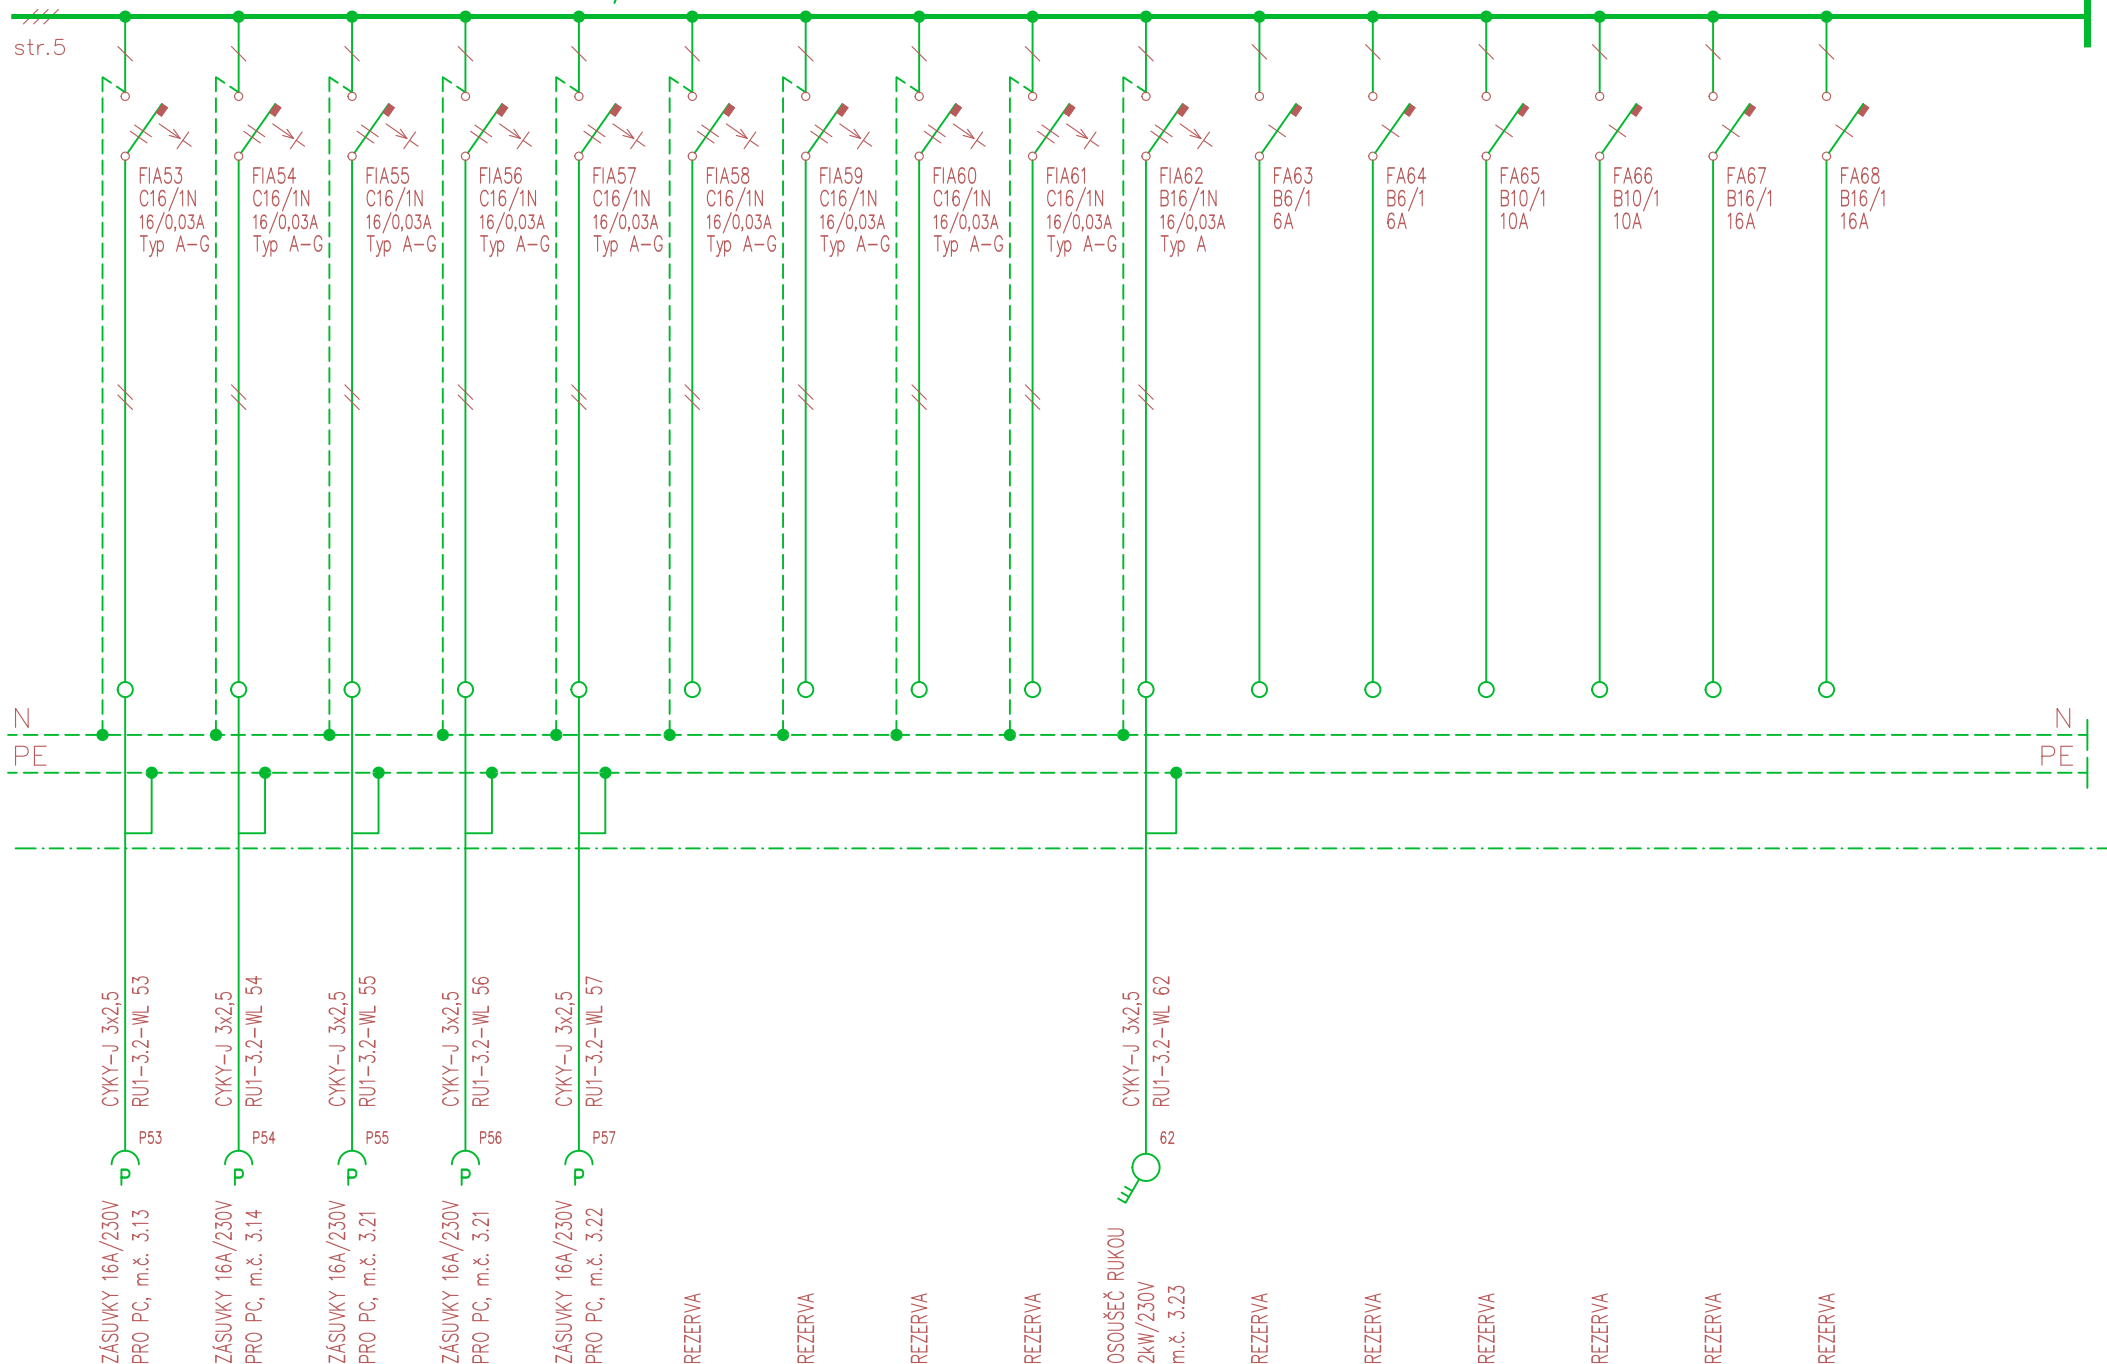 str.5
FIA53
C16/1N
16/0,03A
Typ A-G
FIA54
C16/1N
16/0,03A
Typ A-G
FIA55
C16/1N
16/0,03A
Typ A-G
FIA56
C16/1N
16/0,03A
Typ A-G
FIA57
C16/1N
16/0,03A
Typ A-G
FIA58
C16/1N
16/0,03A
Typ A-G
FIA59
C16/1N
16/0,03A
Typ A-G
FIA60
C16/1N
16/0,03A
Typ A-G
FIA61
C16/1N
16/0,03A
Typ A-G
FIA62
B16/1N
16/0,03A
Typ A
FA63
B6/1
6A
FA64
B6/1
6A
FA65
B10/1
10A
FA66
B10/1
10A
FA67
B16/1
16A
FA68
B16/1
16A
N
N
PE
PE
CYKY-J 3x2,5
RU1-3.2-WL 53
CYKY-J 3x2,5
RU1-3.2-WL 54
CYKY-J 3x2,5
RU1-3.2-WL 55
CYKY-J 3x2,5
RU1-3.2-WL 56
CYKY-J 3x2,5
RU1-3.2-WL 57
CYKY-J 3x2,5
RU1-3.2-WL 62
P53
P54
P55
P56
P57
62
P
P
P
P
P
ZÁSUVKY 16A/230V
PRO PC, m.č. 3.13
ZÁSUVKY 16A/230V
PRO PC, m.č. 3.14
ZÁSUVKY 16A/230V
PRO PC, m.č. 3.21
ZÁSUVKY 16A/230V
PRO PC, m.č. 3.21
ZÁSUVKY 16A/230V
PRO PC, m.č. 3.22
REZERVA
REZERVA
REZERVA
REZERVA
OSOUŠEČ RUKOU
2kW/230V
m.č. 3.23
REZERVA
REZERVA
REZERVA
REZERVA
REZERVA
REZERVA